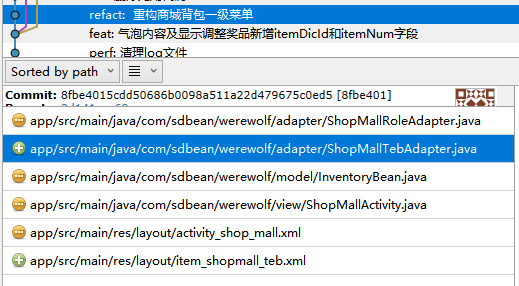 refact: 重构商城背包一级菜单
feat: 气泡内容及显示调整奖品新增itemDicId和itemNum字段
perf: 清理log文件
Sorted by path
Commit: 8fbe4015cdd50686b0098a511a22d479675c0ed5 [8fbe401]
app/src/main/java/com/sdbean/werewolf/adapter/ShopMallRoleAdapter.java
app/src/main/java/com/sdbean/werewolf/adapter/ShopMallTebAdapter.java
app/src/main/java/com/sdbean/werewolf/model/InventoryBean.java
app/src/main/java/com/sdbean/werewolf/view/ShopMallActivity.java
app/src/main/res/layout/activity_shop_mall.xml
app/src/main/res/layout/item_shopmall_teb.xml